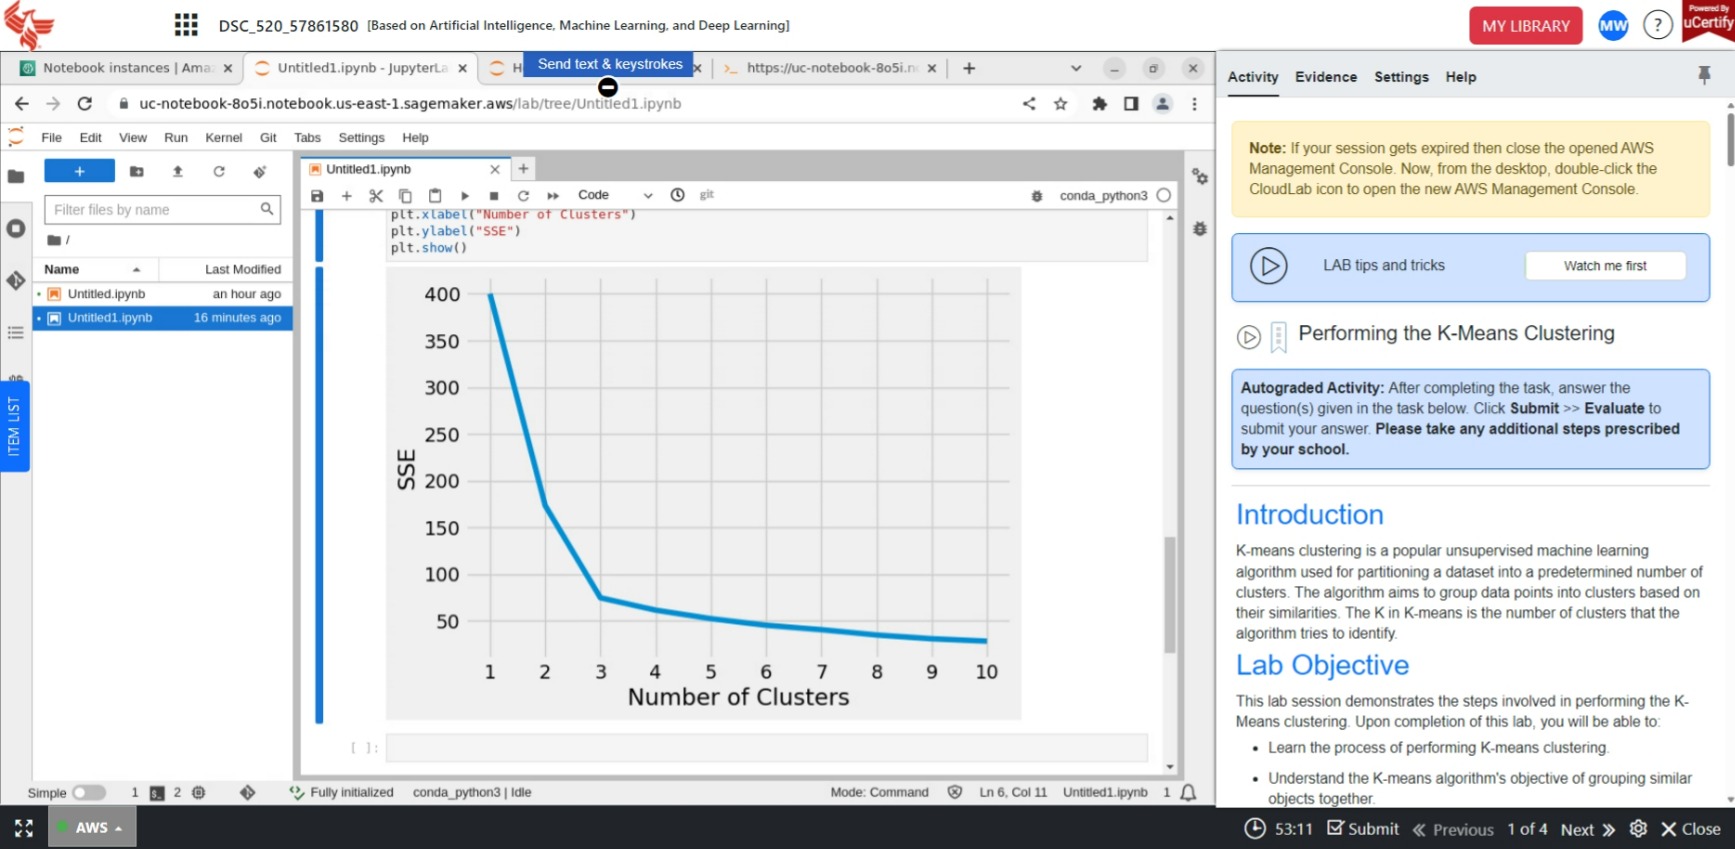 DSC_520_57861580 [Based on Artificial Intelligence, Machine Learning, and Deep Learning]
MY LIBRARY
MW
?
Powered By
uCertify
Notebook instances | Ama
Untitled1.ipynb - JupyterLa
H
Send text & keystrokes
https://uc-notebook-8o5i.n
uc-notebook-8o5i.notebook.us-east-1.sagemaker.aws/lab/tree/Untitled1.ipynb
File Edit View Run Kernel Git Tabs Settings Help
Filter files by name
/
Name Last Modified
Untitled.ipynb an hour ago
Untitled1.ipynb 16 minutes ago
ITEM LIST
Untitled1.ipynb
Code
git
conda_python3
plt.xlabel("Number of Clusters")
plt.ylabel("SSE")
plt.show()
400
350
300
250
200
150
100
50
SSE
1 2 3 4 5 6 7 8 9 10
Number of Clusters
[ ]:
Simple 1 2 Fully initialized conda_python3 | Idle Mode: Command Ln 6, Col 11 Untitled1.ipynb 1
Activity Evidence Settings Help
Note: If your session gets expired then close the opened AWS
Management Console. Now, from the desktop, double-click the
CloudLab icon to open the new AWS Management Console.
LAB tips and tricks
Watch me first
Performing the K-Means Clustering
Autograded Activity: After completing the task, answer the
question(s) given in the task below. Click Submit >> Evaluate to
submit your answer. Please take any additional steps prescribed
by your school.
Introduction
K-means clustering is a popular unsupervised machine learning
algorithm used for partitioning a dataset into a predetermined number of
clusters. The algorithm aims to group data points into clusters based on
their similarities. The K in K-means is the number of clusters that the
algorithm tries to identify.
Lab Objective
This lab session demonstrates the steps involved in performing the K-
Means clustering. Upon completion of this lab, you will be able to:
• Learn the process of performing K-means clustering.
• Understand the K-means algorithm's objective of grouping similar
objects together.
AWS
53:11 Submit Previous 1 of 4 Next Close